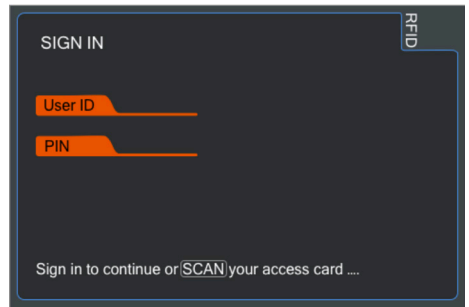 SIGN IN
RFID
User ID
PIN
Sign in to continue or SCAN your access card ....